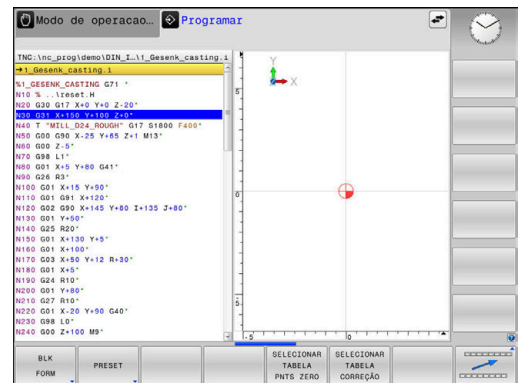 Modo de operacao...
Programar
TNC:\nc_prog\demo\DIN_I…\1_Gesenk_casting.i
→1_Gesenk_casting.i
%1_GESENK_CASTING G71 *
N10 % ..\reset.H
N20 G30 G17 X+0 Y+0 Z-20*
N30 G31 X+150 Y+100 Z+0*
N40 T "MILL_D24_ROUGH" G17 S1800 F400*
N50 G00 G90 X-25 Y+65 Z+1 M13*
N60 G00 Z-5*
N70 G98 L1*
N80 G01 X+5 Y+80 G41*
N90 G26 R3*
N100 G01 X+15 Y+90*
N110 G01 G91 X+120*
N120 G02 G90 X+145 Y+80 I+135 J+80*
N130 G01 Y+50*
N140 G25 R20*
N150 G01 X+130 Y+5*
N160 G01 X+100*
N170 G03 X+50 Y+12 R+30*
N180 G01 X+5*
N190 G24 R10*
N200 G01 Y+80*
N210 G27 R10*
N220 G01 X-20 Y+90 G40*
N230 G98 L0*
N240 G00 Z+100 M9*
Y
X
5
0
5
-5
0
BLK
FORM
PRESET
SELECIONAR
TABELA
PNTS ZERO
SELECIONAR
TABELA
CORREÇÃO